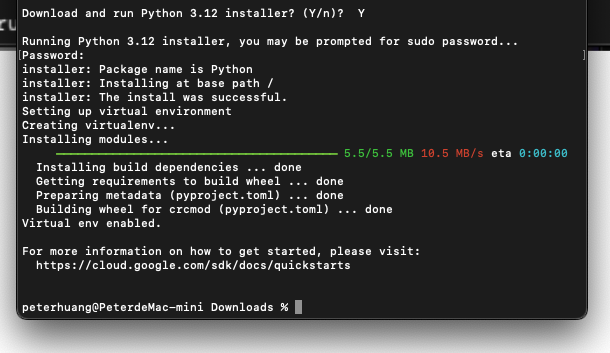 Download and run Python 3.12 installer? (Y/n)?  Y
Running Python 3.12 installer, you may be prompted for sudo password...
[Password:                                                                                ]
installer: Package name is Python
installer: Installing at base path /
installer: The install was successful.
Setting up virtual environment
Creating virtualenv...
Installing modules...
5.5/5.5 MB 10.5 MB/s eta 0:00:00
Installing build dependencies ... done
Getting requirements to build wheel ... done
Preparing metadata (pyproject.toml) ... done
Building wheel for crcmod (pyproject.toml) ... done
Virtual env enabled.
For more information on how to get started, please visit:
https://cloud.google.com/sdk/docs/quickstarts
peterhuang@PeterdeMac-mini Downloads %